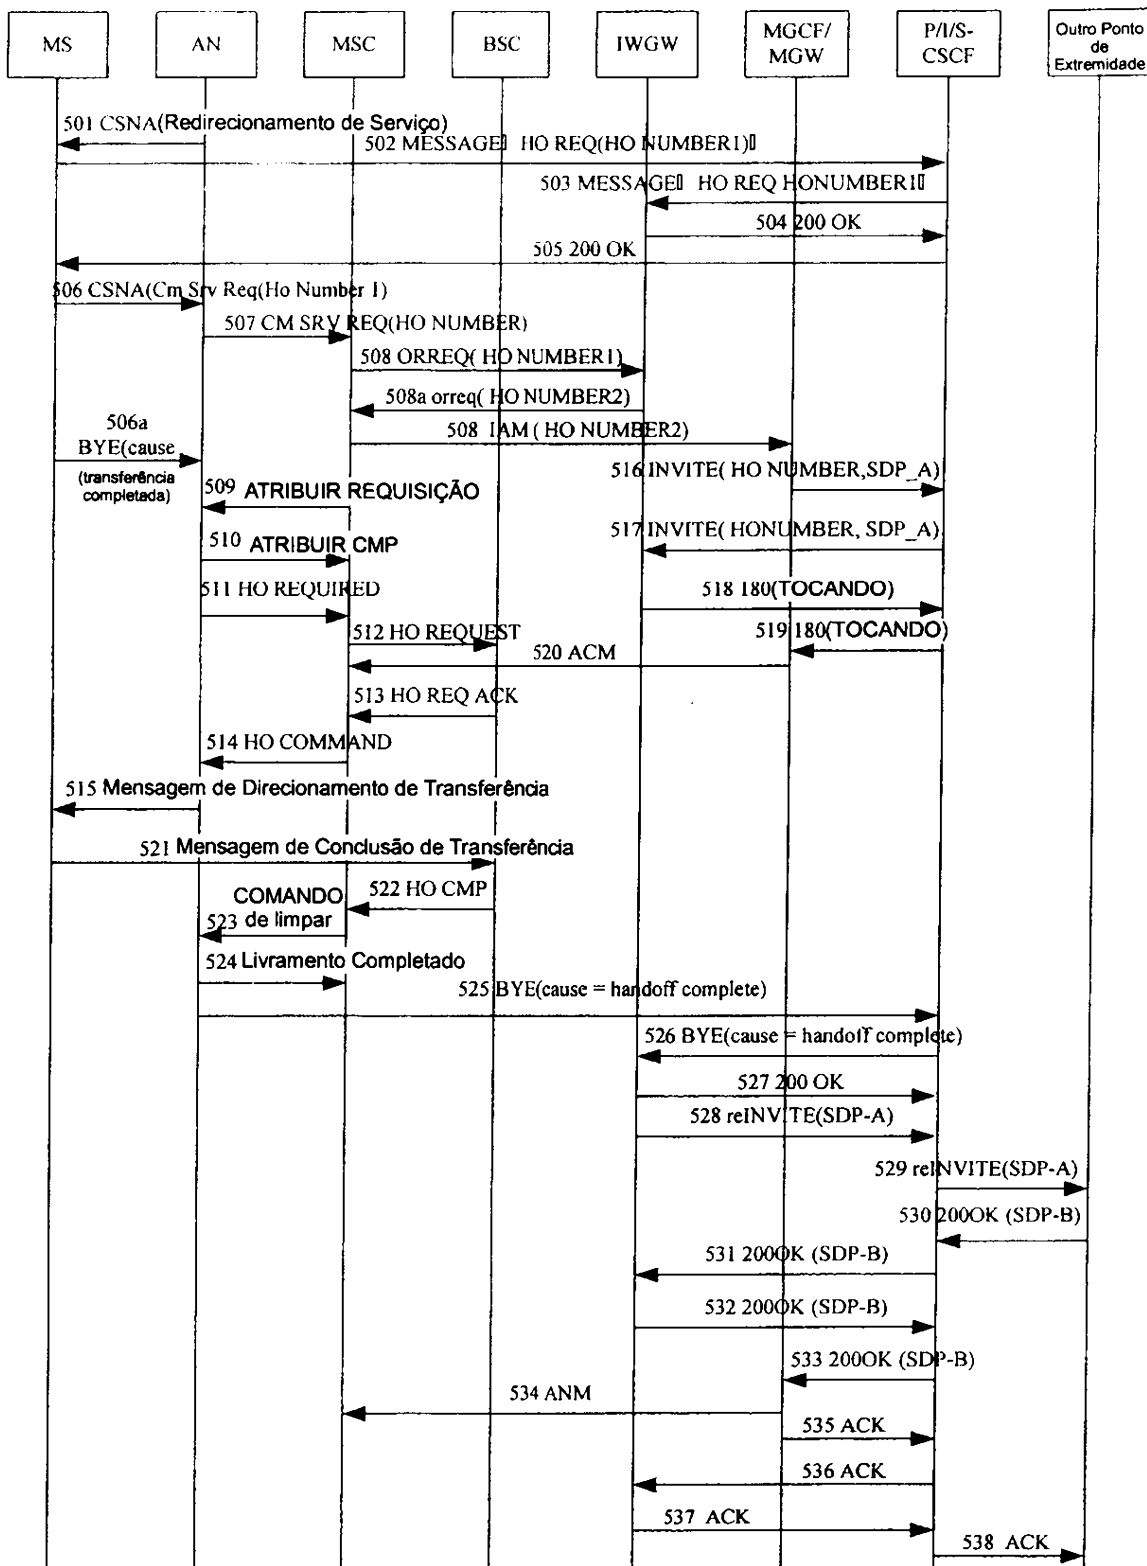 MS
AN
MSC
BSC
IWGW
MGCF/
MGW
P/I/S-
CSCF
Outro Ponto
de
Extremidade
501 CSNA(Redirecionamento de Serviço)
502 MESSAGE▯ HO REQ(HO NUMBER1)▯
503 MESSAGE▯ HO REQ HONUMBER1▯
504 200 OK
505 200 OK
506 CSNA(Cm Srv Req(Ho Number 1)
507 CM SRV REQ(HO NUMBER)
508 ORREQ( HO NUMBER1)
508a orreq( HO NUMBER2)
506a
BYE(cause
(transferência
completada)
508 IAM ( HO NUMBER2)
516 INVITE( HO NUMBER,SDP_A)
509 ATRIBUIR REQUISIÇÃO
517 INVITE( HONUMBER, SDP_A)
510 ATRIBUIR CMP
511 HO REQUIRED
518 180(TOCANDO)
512 HO REQUEST
519 180(TOCANDO)
520 ACM
513 HO REQ ACK
514 HO COMMAND
515 Mensagem de Direcionamento de Transferência
521 Mensagem de Conclusão de Transferência
522 HO CMP
COMANDO
523 de limpar
524 Livramento Completado
525 BYE(cause = handoff complete)
526 BYE(cause = handoff complete)
527 200 OK
528 reINVITE(SDP-A)
529 reINVITE(SDP-A)
530 200OK (SDP-B)
531 200OK (SDP-B)
532 200OK (SDP-B)
533 200OK (SDP-B)
534 ANM
535 ACK
536 ACK
537 ACK
538 ACK